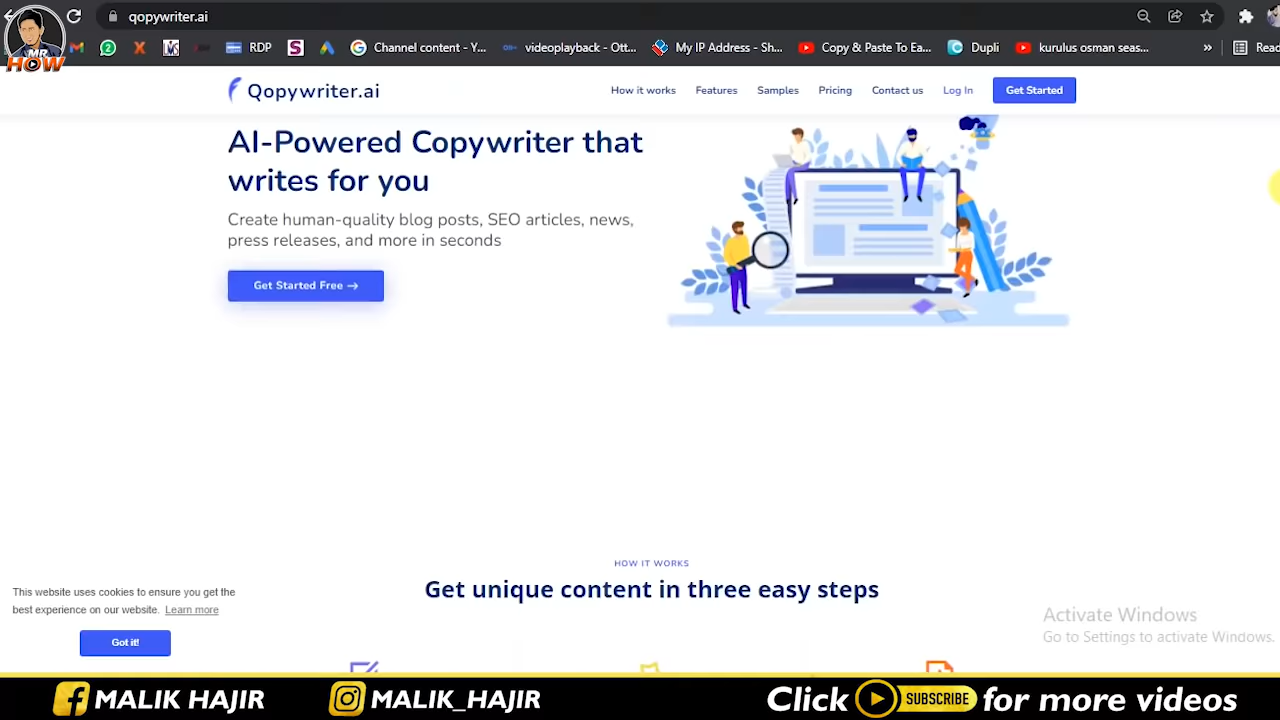 qopywriter.ai
MR
HOW
RDP
Channel content - Y...
videoplayback - Ott...
My IP Address - Sh...
Copy & Paste To Ea...
Dupli
kurulus osman seas...
»
Read
Qopywriter.ai
How it works
Features
Samples
Pricing
Contact us
Log In
Get Started
AI-Powered Copywriter that
writes for you
Create human-quality blog posts, SEO articles, news,
press releases, and more in seconds
Get Started Free →
HOW IT WORKS
Get unique content in three easy steps
This website uses cookies to ensure you get the
best experience on our website. Learn more
Got it!
Activate Windows
Go to Settings to activate Windows.
MALIK HAJIR
MALIK_HAJIR
Click SUBSCRIBE for more videos